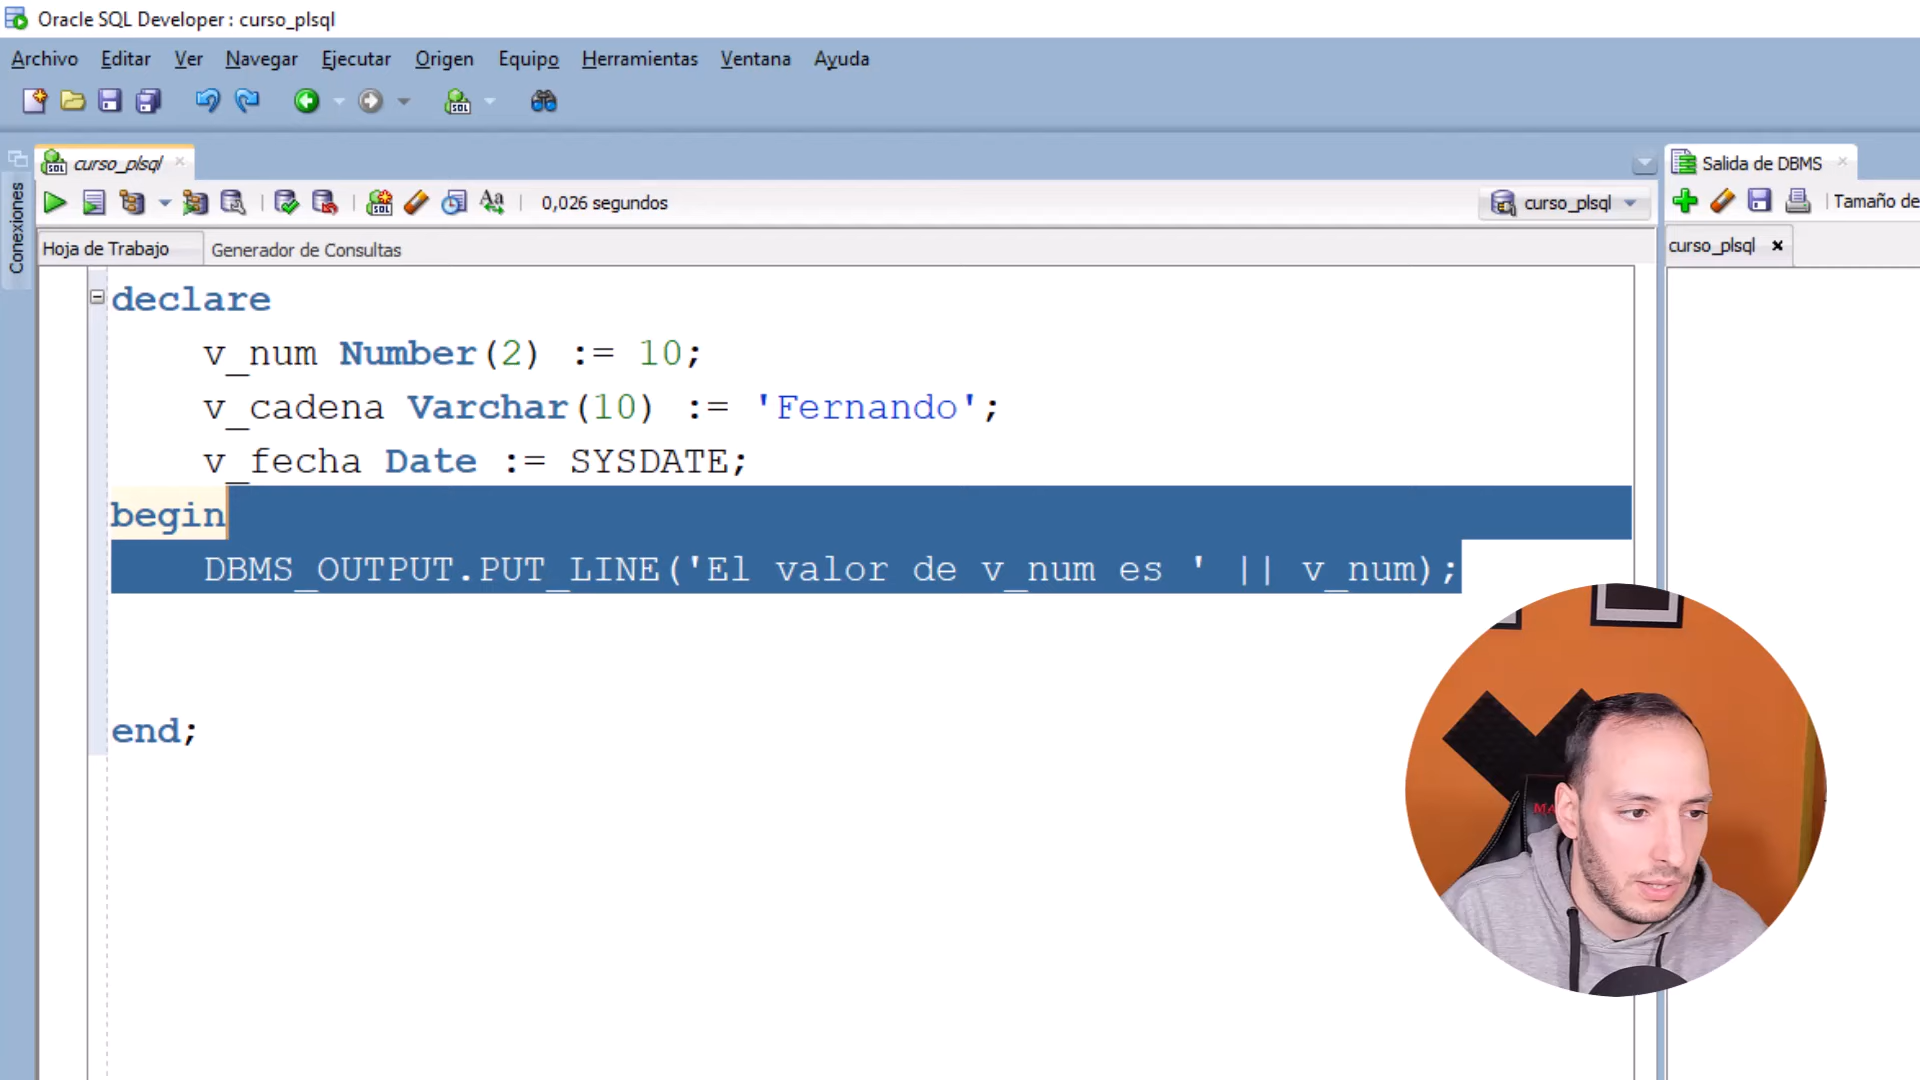 Oracle SQL Developer : curso_plsql
Archivo Editar Ver Navegar Ejecutar Origen Equipo Herramientas Ventana Ayuda
curso_plsql
Salida de DBMS
0,026 segundos
curso_plsql
Tamaño de
Conexiones
Hoja de Trabajo
Generador de Consultas
curso_plsql
declare
v_num Number(2) := 10;
v_cadena Varchar(10) := 'Fernando';
v_fecha Date := SYSDATE;
begin
DBMS_OUTPUT.PUT_LINE('El valor de v_num es ' || v_num);
end;